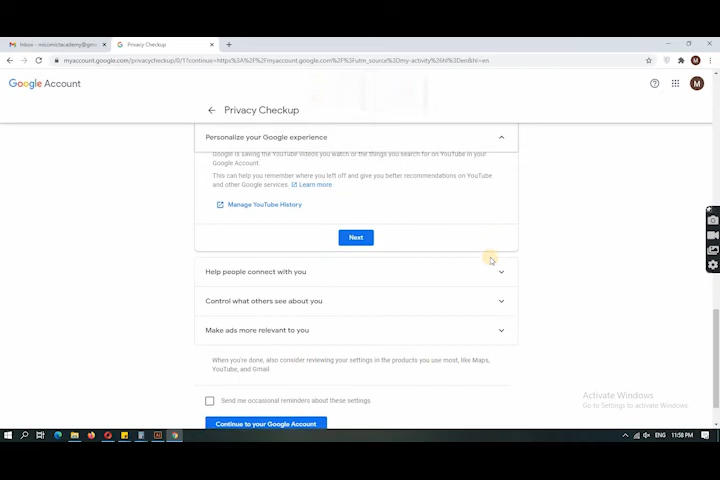 Inbox - misomictacademy@gma
Privacy Checkup
myaccount.google.com/privacycheckup/0/1?continue=https%3A%2F%2Fmyaccount.google.com%2F%3Futm_source%3Dmy-activity%26hl%3Den&hl=en
M
Google Account
M
Privacy Checkup
Personalize your Google experience
Google is saving the YouTube videos you watch or the things you search for on YouTube in your
Google Account.
This can help you remember where you left off and give you better recommendations on YouTube
and other Google services. Learn more
Manage YouTube History
Next
Help people connect with you
Control what others see about you
Make ads more relevant to you
When you're done, also consider reviewing your settings in the products you use most, like Maps,
YouTube, and Gmail
Send me occasional reminders about these settings
Continue to your Google Account
Activate Windows
Go to Settings to activate Windows.
ENG
11:58 PM